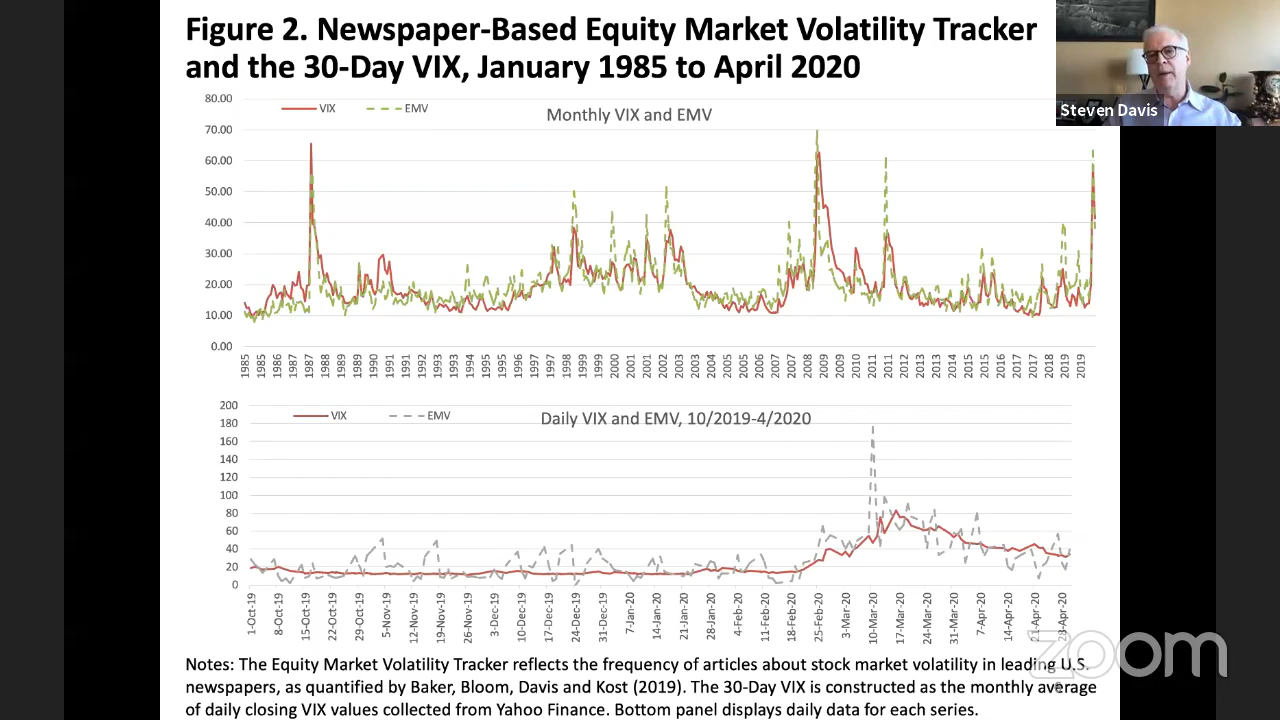 Figure 2. Newspaper-Based Equity Market Volatility Tracker
and the 30-Day VIX, January 1985 to April 2020
Steven Davis
80.00
VIX
EMV
Monthly VIX and EMV
70.00
60.00
50.00
40.00
30.00
20.00
10.00
0.00
1985 1985 1986 1987 1987 1988 1989 1989 1990 1991 1991 1992 1993 1993 1994 1995 1995 1996 1997 1997 1998 1999 1999 2000 2001 2001 2002 2003 2003 2004 2005 2005 2006 2007 2007 2008 2009 2009 2010 2011 2011 2012 2013 2013 2014 2015 2015 2016 2017 2017 2018 2019 2019
200
VIX
EMV
Daily VIX and EMV, 10/2019-4/2020
180
160
140
120
100
80
60
40
20
0
1-Oct-19 8-Oct-19 15-Oct-19 22-Oct-19 29-Oct-19 5-Nov-19 12-Nov-19 19-Nov-19 26-Nov-19 3-Dec-19 10-Dec-19 17-Dec-19 24-Dec-19 31-Dec-19 7-Jan-20 14-Jan-20 21-Jan-20 28-Jan-20 4-Feb-20 11-Feb-20 18-Feb-20 25-Feb-20 3-Mar-20 10-Mar-20 17-Mar-20 24-Mar-20 31-Mar-20 7-Apr-20 14-Apr-20 21-Apr-20 28-Apr-20
zoom
Notes: The Equity Market Volatility Tracker reflects the frequency of articles about stock market volatility in leading U.S.
newspapers, as quantified by Baker, Bloom, Davis and Kost (2019). The 30-Day VIX is constructed as the monthly average
of daily closing VIX values collected from Yahoo Finance. Bottom panel displays daily data for each series.